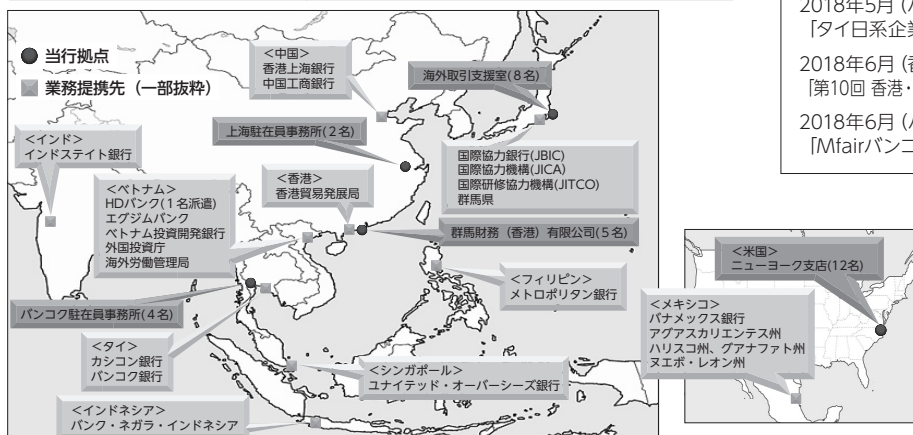 ● 当行拠点
■ 業務提携先（一部抜粋）
＜中国＞
香港上海銀行
中国工商銀行
海外取引支援室(８名)
上海駐在員事務所(２名)
＜インド＞
インドステイト銀行
＜ベトナム＞
HDバンク(１名派遣)
エグジムバンク
ベトナム投資開発銀行
外国投資庁
海外労働管理局
＜香港＞
香港貿易発展局
国際協力銀行(JBIC)
国際協力機構(JICA)
国際研修協力機構(JITCO)
群馬県
群馬財務（香港）有限公司(５名)
＜フィリピン＞
メトロポリタン銀行
バンコク駐在員事務所(４名)
＜タイ＞
カシコン銀行
バンコク銀行
＜シンガポール＞
ユナイテッド・オーバーシーズ銀行
＜インドネシア＞
バンク・ネガラ・インドネシア
2018年5月（
「タイ日系企
2018年6月（
「第10回 香港・
2018年6月（
「Mfairバンコ
＜米国＞
ニューヨーク支店(12名)
＜メキシコ＞
バナメックス銀行
アグアスカリエンテス州
ハリスコ州、グアナファト州
ヌエボ・レオン州